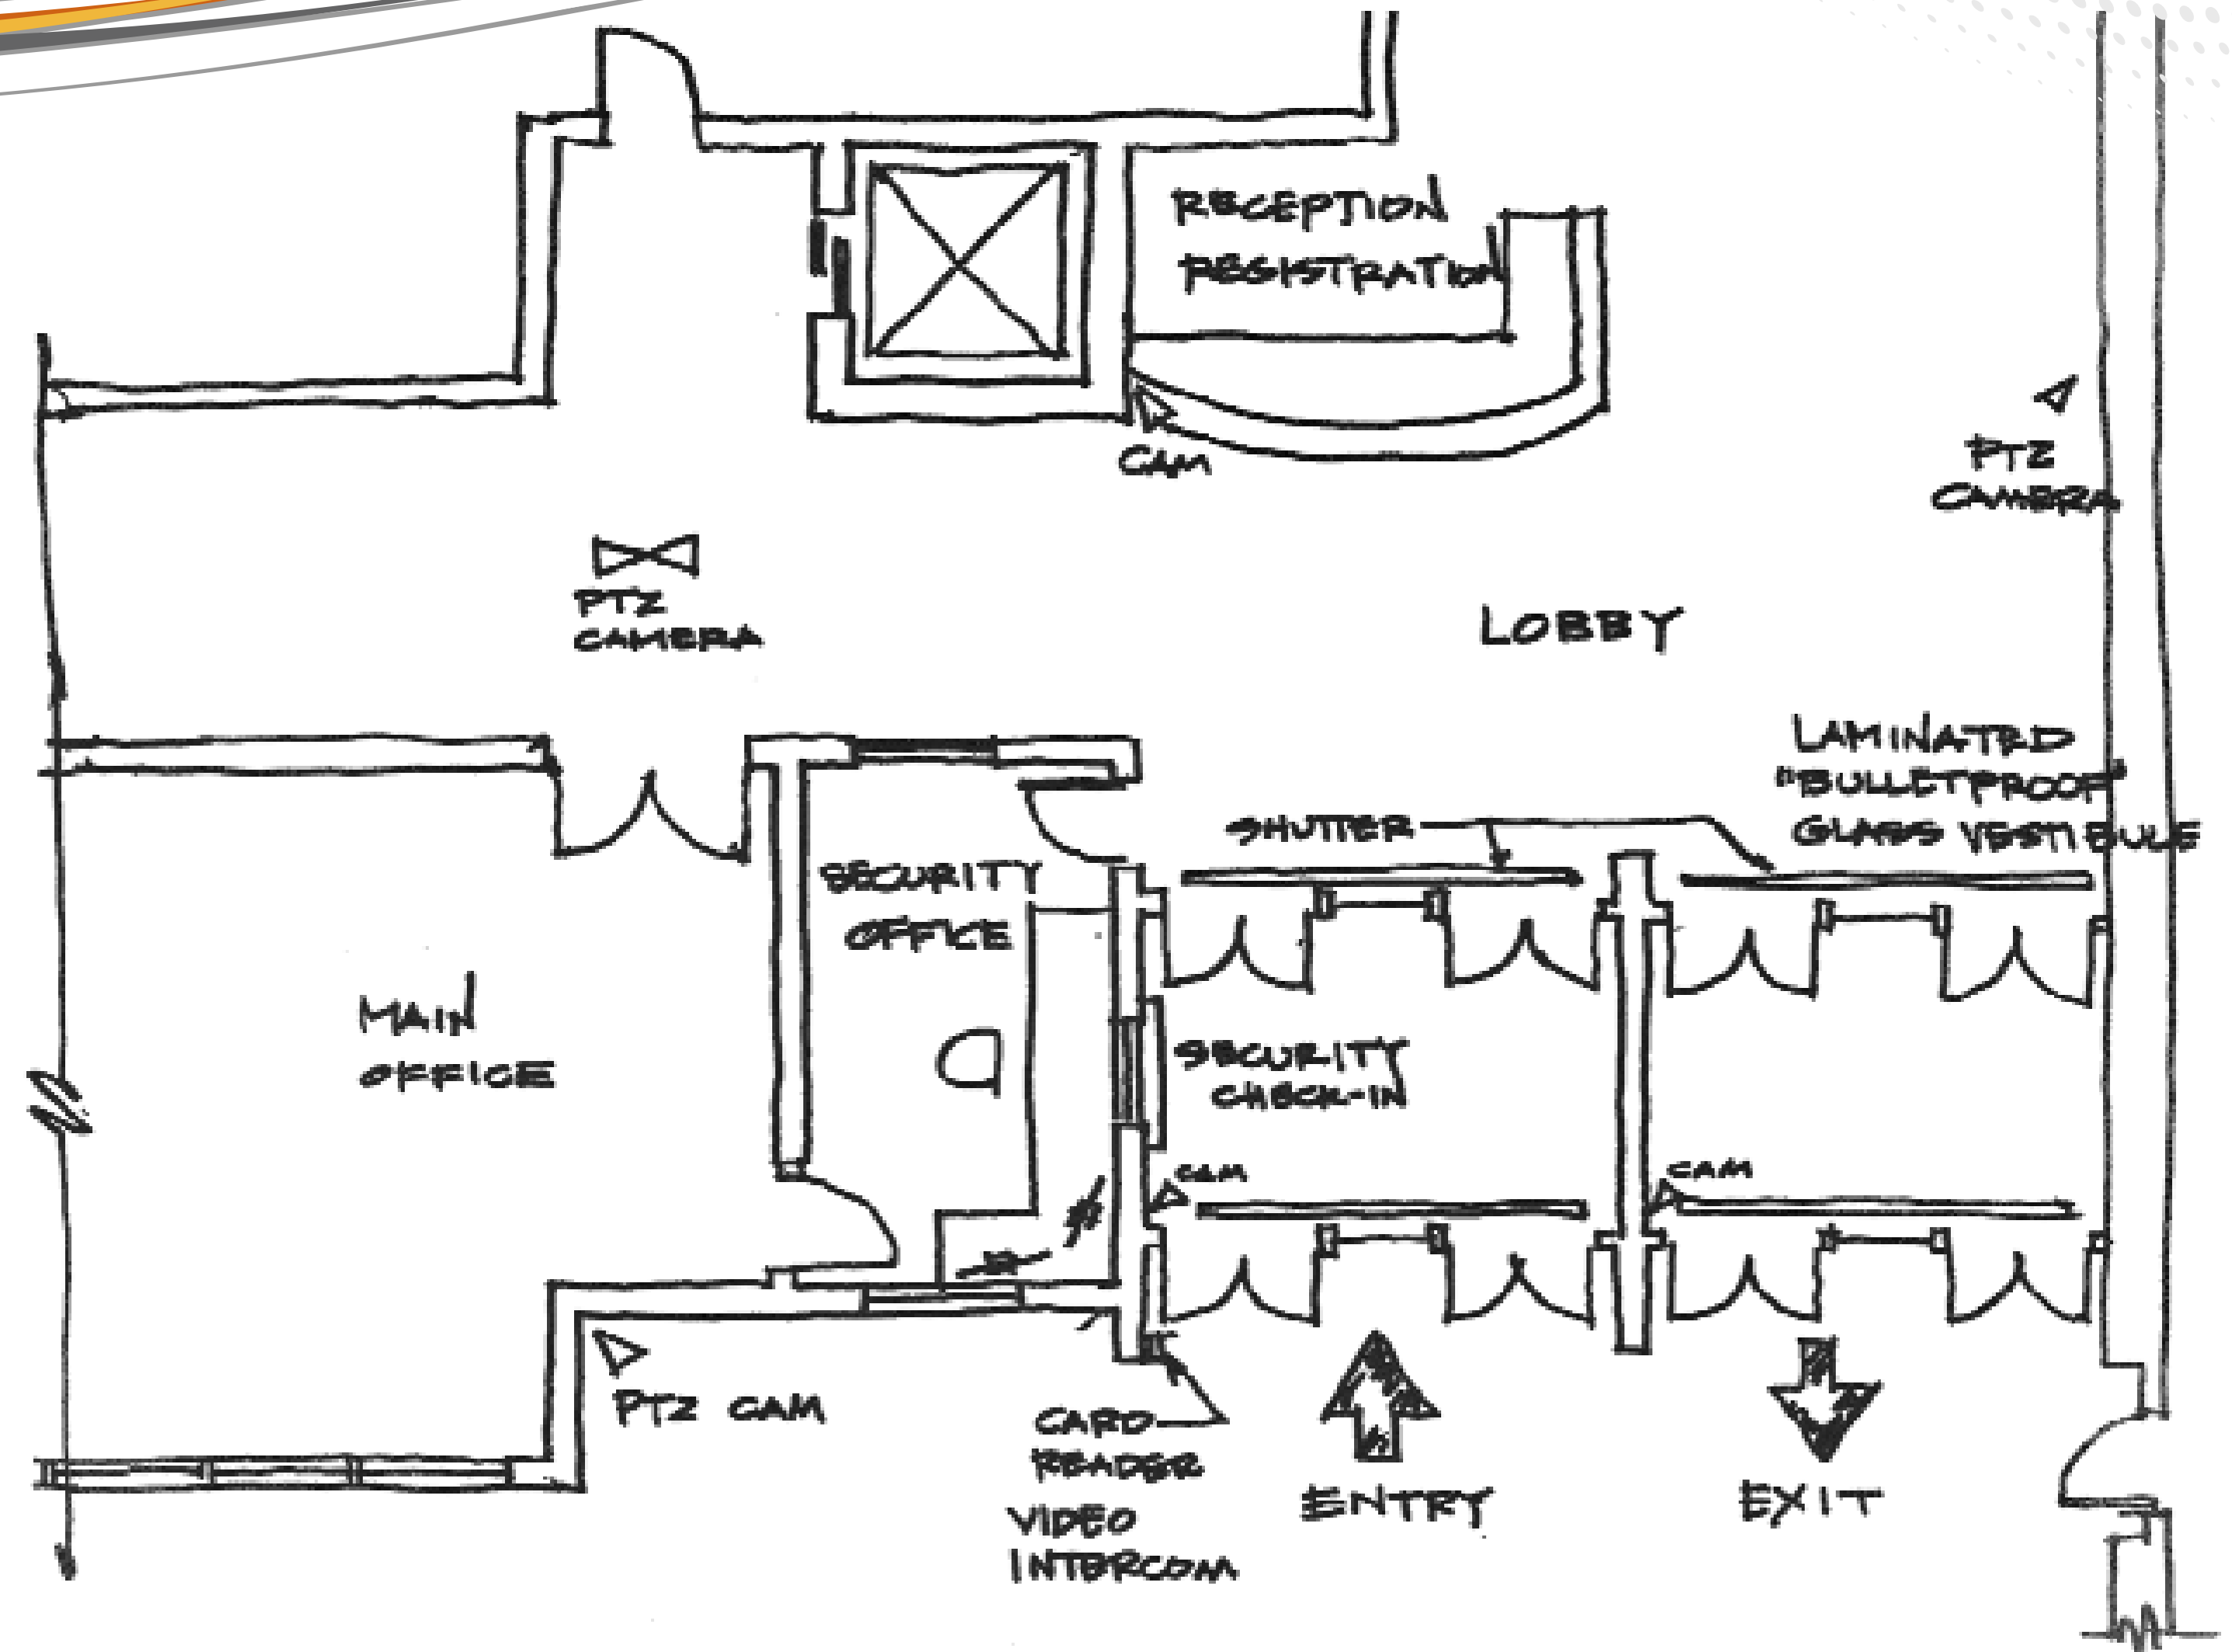 RECEPTION
REGISTRATION
CAM
PTZ
CAMERA
PTZ
CAMERA
LOBBY
LAMINATED
"BULLETPROOF"
GLASS VESTIBULE
SHUTTER
SECURITY
OFFICE
MAIN
OFFICE
SECURITY
CHECK-IN
CAM
CAM
PTZ CAM
CARD
READER
VIDEO
INTERCOM
ENTRY
EXIT